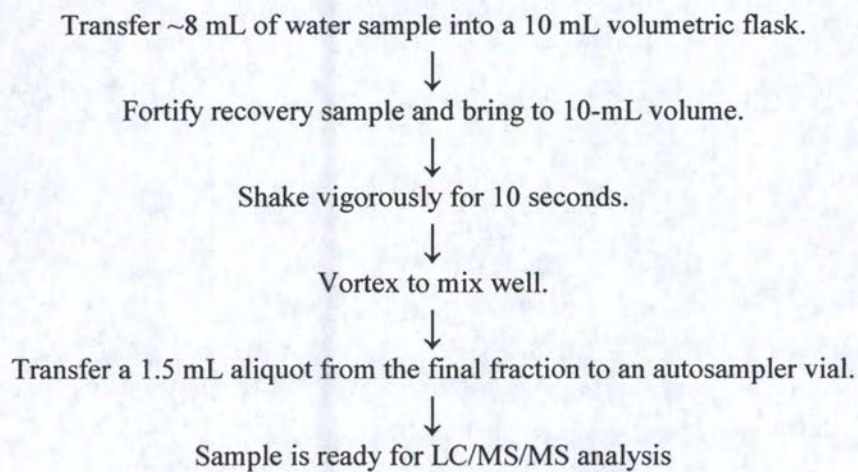 Transfer ~8 mL of water sample into a 10 mL volumetric flask.
↓
Fortify recovery sample and bring to 10-mL volume.
↓
Shake vigorously for 10 seconds.
↓
Vortex to mix well.
↓
Transfer a 1.5 mL aliquot from the final fraction to an autosampler vial.
↓
Sample is ready for LC/MS/MS analysis